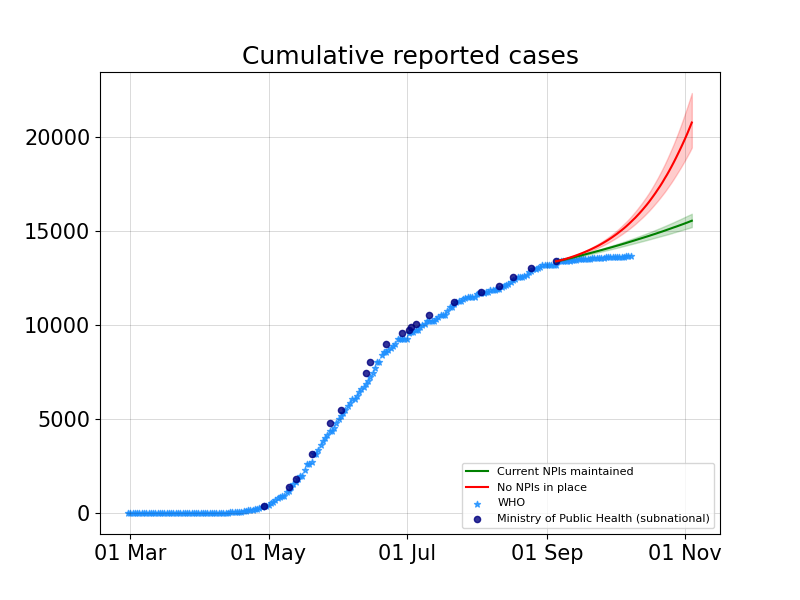 Cumulative reported cases
20000
15000
10000
5000
0
01 Mar
01 May
01 Jul
01 Sep
01 Nov
Current NPIs maintained
No NPIs in place
WHO
Ministry of Public Health (subnational)